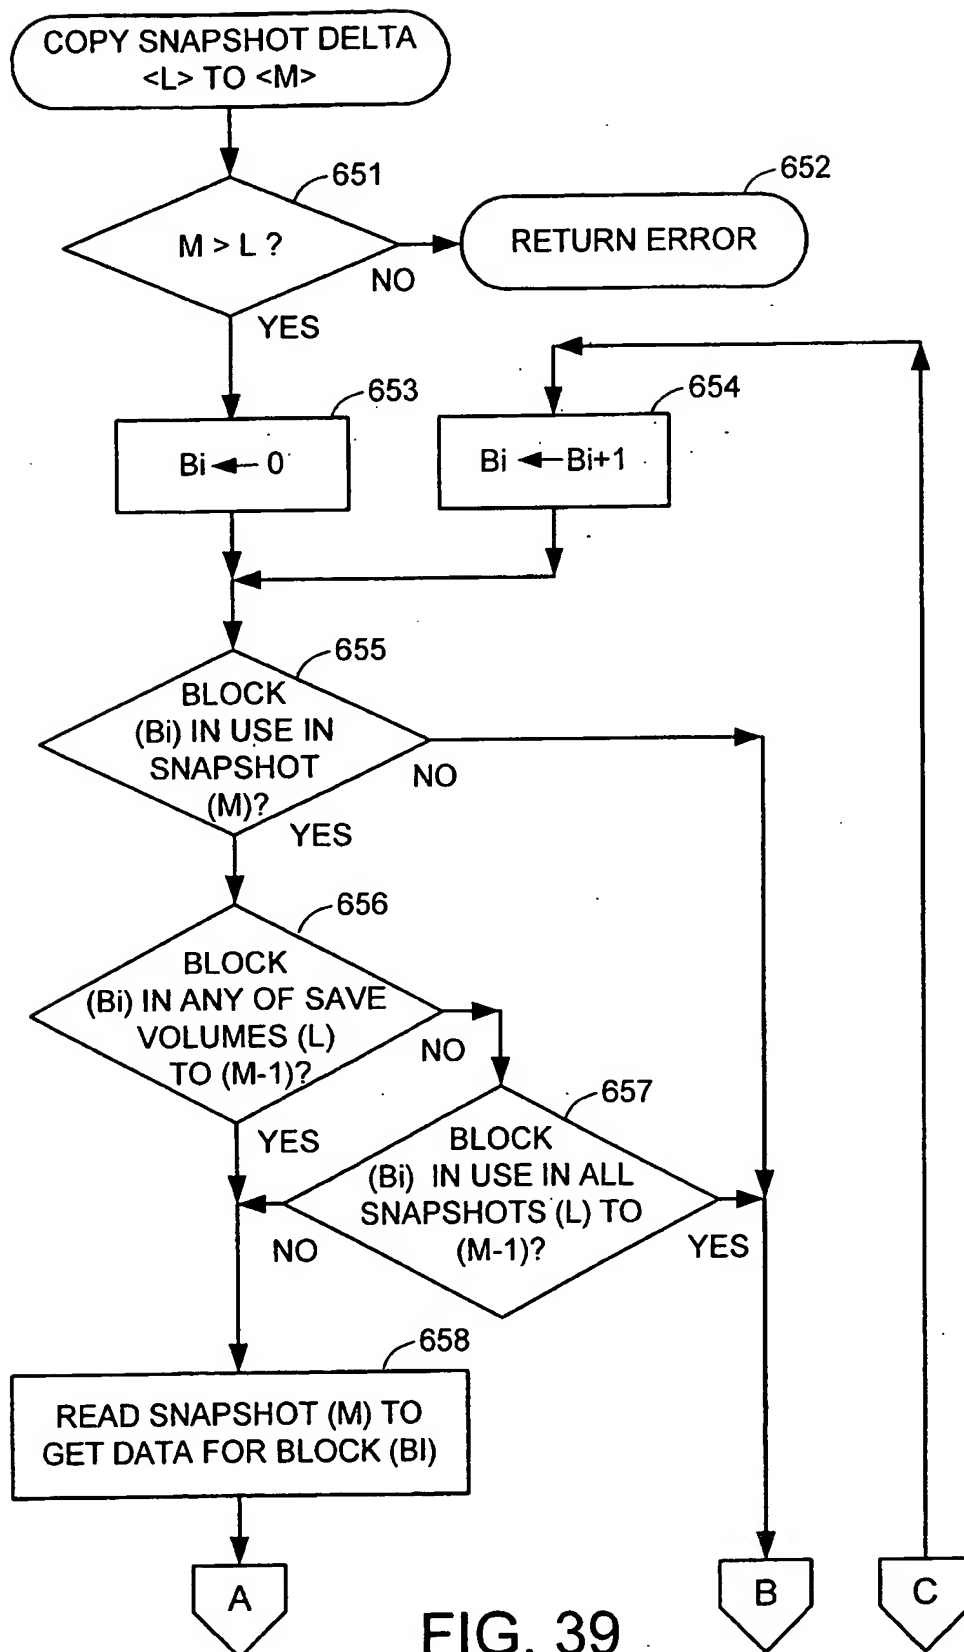 COPY SNAPSHOT DELTA
<L> TO <M>
651
M > L ?
NO
YES
652
RETURN ERROR
653
Bi ← 0
654
Bi ← Bi+1
655
BLOCK
(Bi) IN USE IN
SNAPSHOT
(M)?
NO
YES
656
BLOCK
(Bi) IN ANY OF SAVE
VOLUMES (L)
TO (M-1)?
NO
YES
657
BLOCK
(Bi) IN USE IN ALL
SNAPSHOTS (L) TO
(M-1)?
NO
YES
658
READ SNAPSHOT (M) TO
GET DATA FOR BLOCK (BI)
A
B
C
FIG. 39